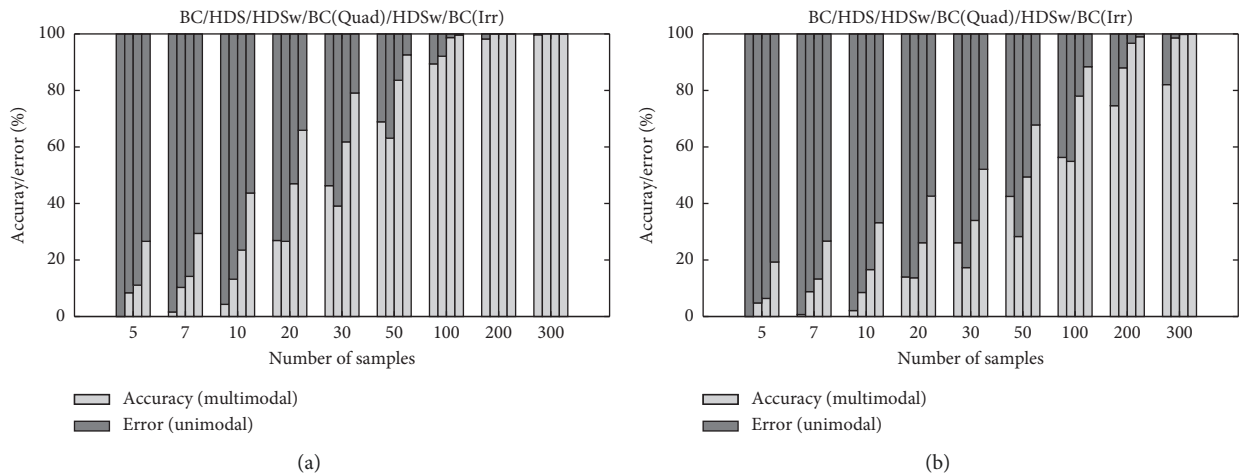 BC/HDS/HDSw/BC(Quad)/HDSw/BC(Irr)
100
80
60
40
20
0
Accuray/error (%)
5 7 10 20 30 50 100 200 300
Number of samples
Accuracy (multimodal)
Error (unimodal)
(a)
BC/HDS/HDSw/BC(Quad)/HDSw/BC(Irr)
100
80
60
40
20
0
Accuray/error (%)
5 7 10 20 30 50 100 200 300
Number of samples
Accuracy (multimodal)
Error (unimodal)
(b)